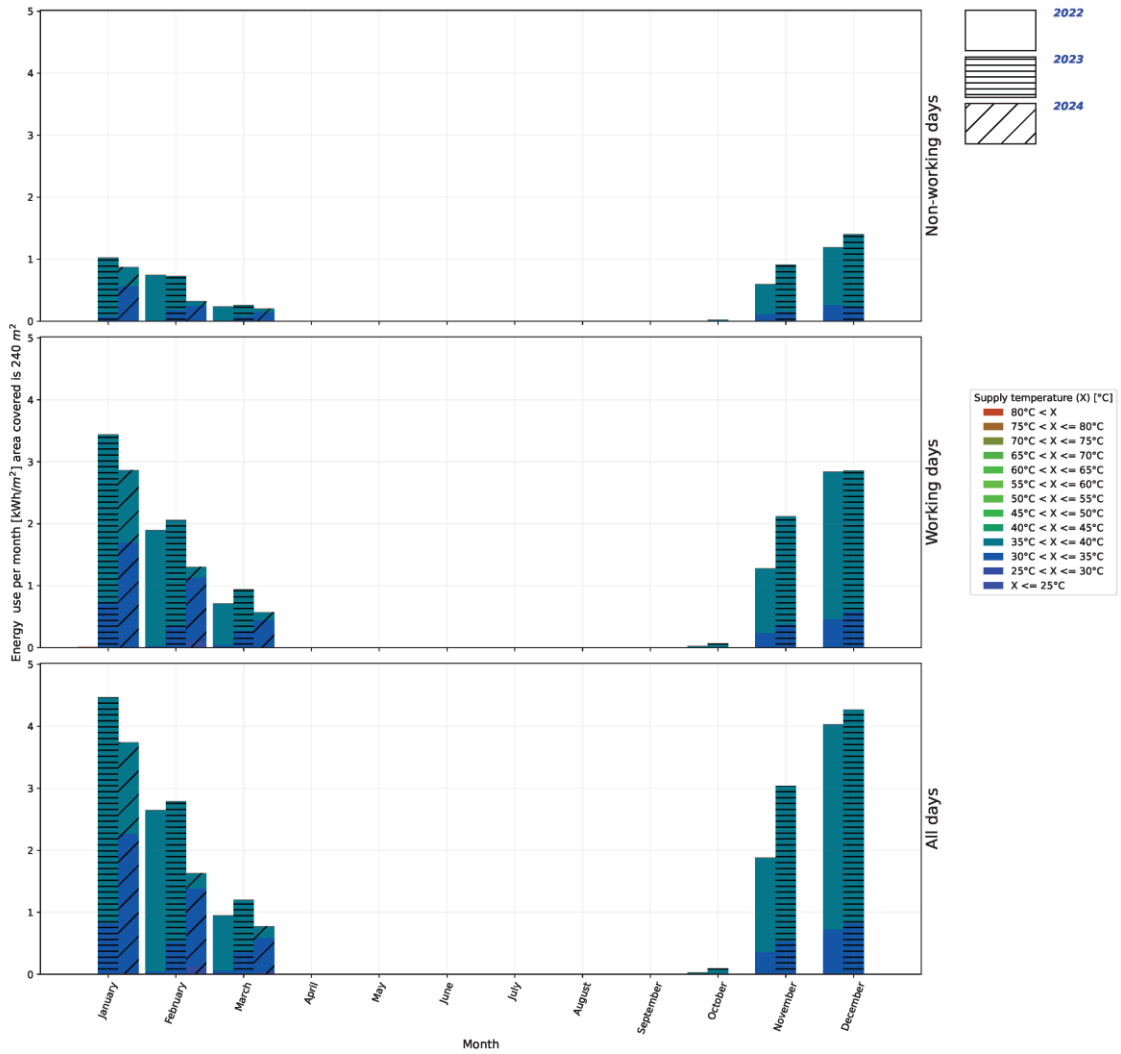 5
4
3
2
1
0
Non-working days
2022
2023
2024
5
4
3
2
1
0
Working days
Energy use per month [kWh/m²] area covered is 240 m²
Supply temperature (X) [°C]
80°C < X
75°C < X <= 80°C
70°C < X <= 75°C
65°C < X <= 70°C
60°C < X <= 65°C
55°C < X <= 60°C
50°C < X <= 55°C
45°C < X <= 50°C
40°C < X <= 45°C
35°C < X <= 40°C
30°C < X <= 35°C
25°C < X <= 30°C
X <= 25°C
5
4
3
2
1
0
All days
January
February
March
April
May
June
July
August
September
October
November
December
Month